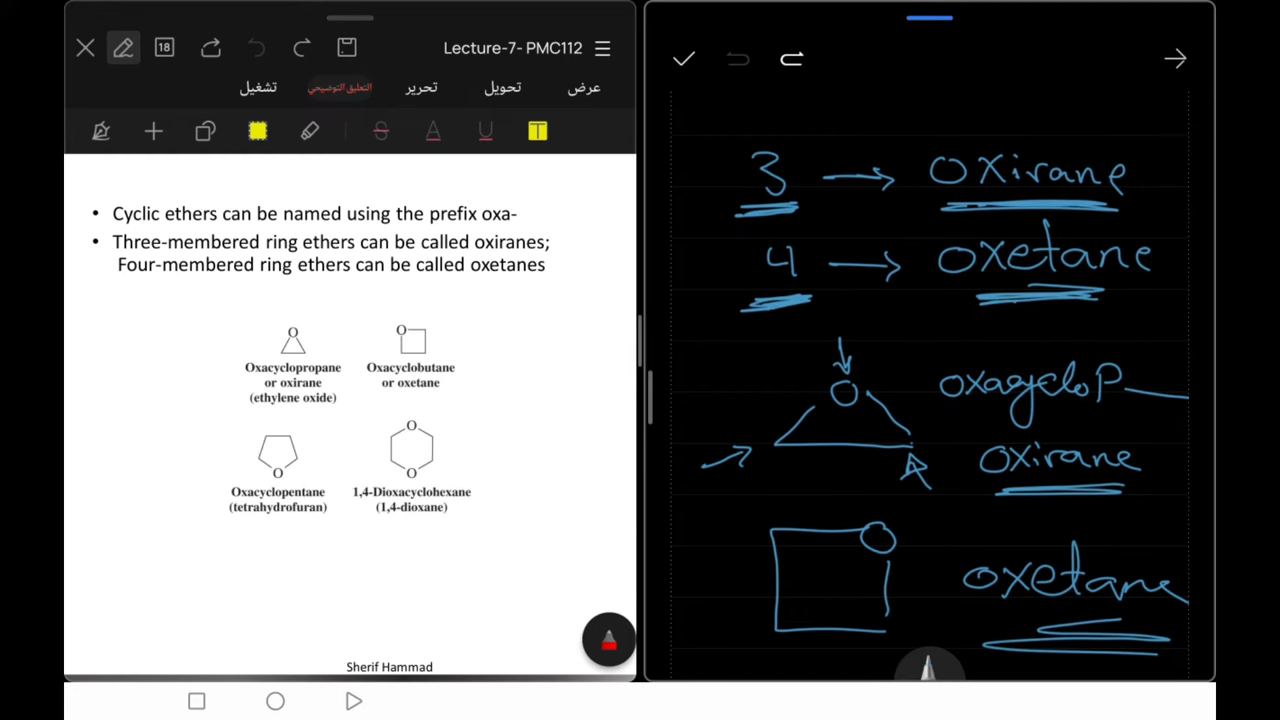 18
Lecture-7- PMC112
عرض
تحويل
تحرير
التعليق التوضيحي
تشغيل
S A U T
• Cyclic ethers can be named using the prefix oxa-
• Three-membered ring ethers can be called oxiranes;
Four-membered ring ethers can be called oxetanes
O
O
Oxacyclopropane
or oxirane
(ethylene oxide)
Oxacyclobutane
or oxetane
O
O
O
Oxacyclopentane
(tetrahydrofuran)
1,4-Dioxacyclohexane
(1,4-dioxane)
Sherif Hammad
3 → oxirane
4 → oxetane
O
oxacycloP
oxirane
O
oxetane